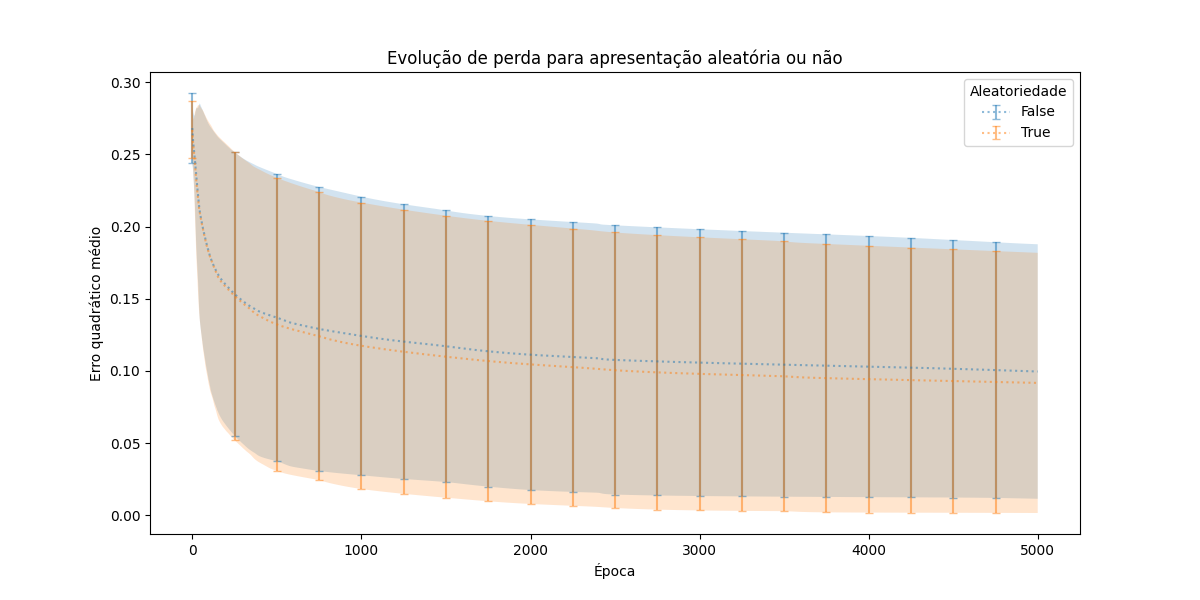 Evolução de perda para apresentação aleatória ou não
Aleatoriedade
False
True
Erro quadrático médio
0.30
0.25
0.20
0.15
0.10
0.05
0.00
0
1000
2000
3000
4000
5000
Época